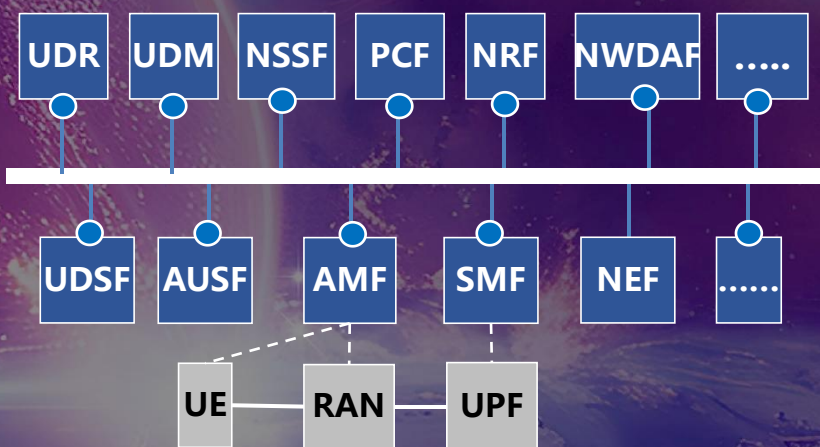 UDR
UDM
NSSF
PCF
NRF
NWDAF
.....
UDSF
AUSF
AMF
SMF
NEF
......
UE
RAN
UPF